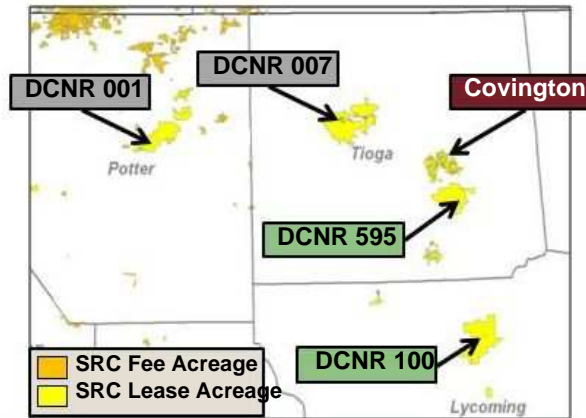 DCNR 007
Covington
DCNR 001
Tioga
Potter
DCNR 595
SRC Fee Acreage
SRC Lease Acreage
DCNR 100
Lycoming